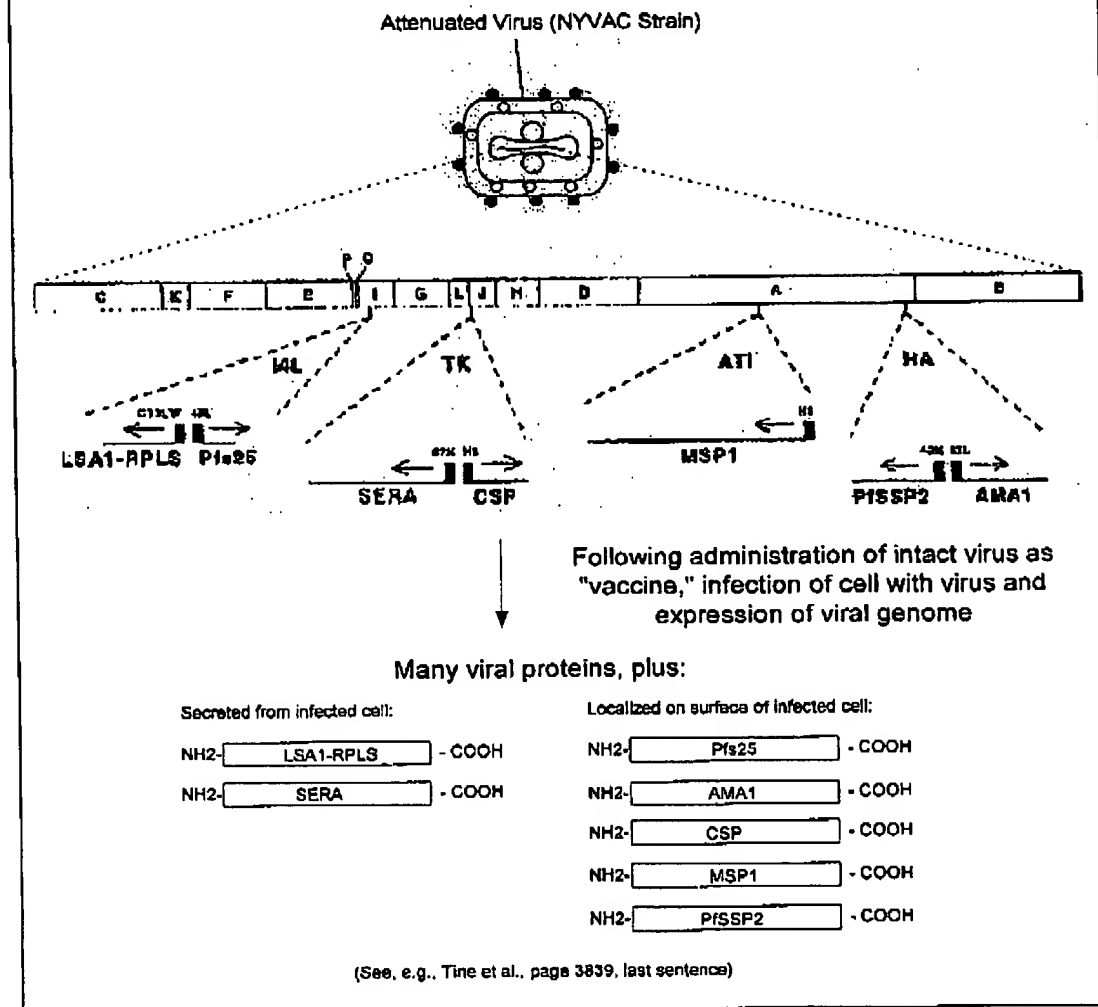 Attenuated Virus (NYVAC Strain)
P O
C K F E I G L J H D A B
I4L TK ATI HA
H6
LSA1-RPLS Pfs25
MSP1
H6
SERA CSP
PfSSP2 AMA1
Following administration of intact virus as
"vaccine," infection of cell with virus and
expression of viral genome
Many viral proteins, plus:
Secreted from infected cell:
Localized on surface of infected cell:
NH2- LSA1-RPLS - COOH
NH2- Pfs25 - COOH
NH2- SERA - COOH
NH2- AMA1 - COOH
NH2- CSP - COOH
NH2- MSP1 - COOH
NH2- PfSSP2 - COOH
(See, e.g., Tine et al., page 3839, last sentence)